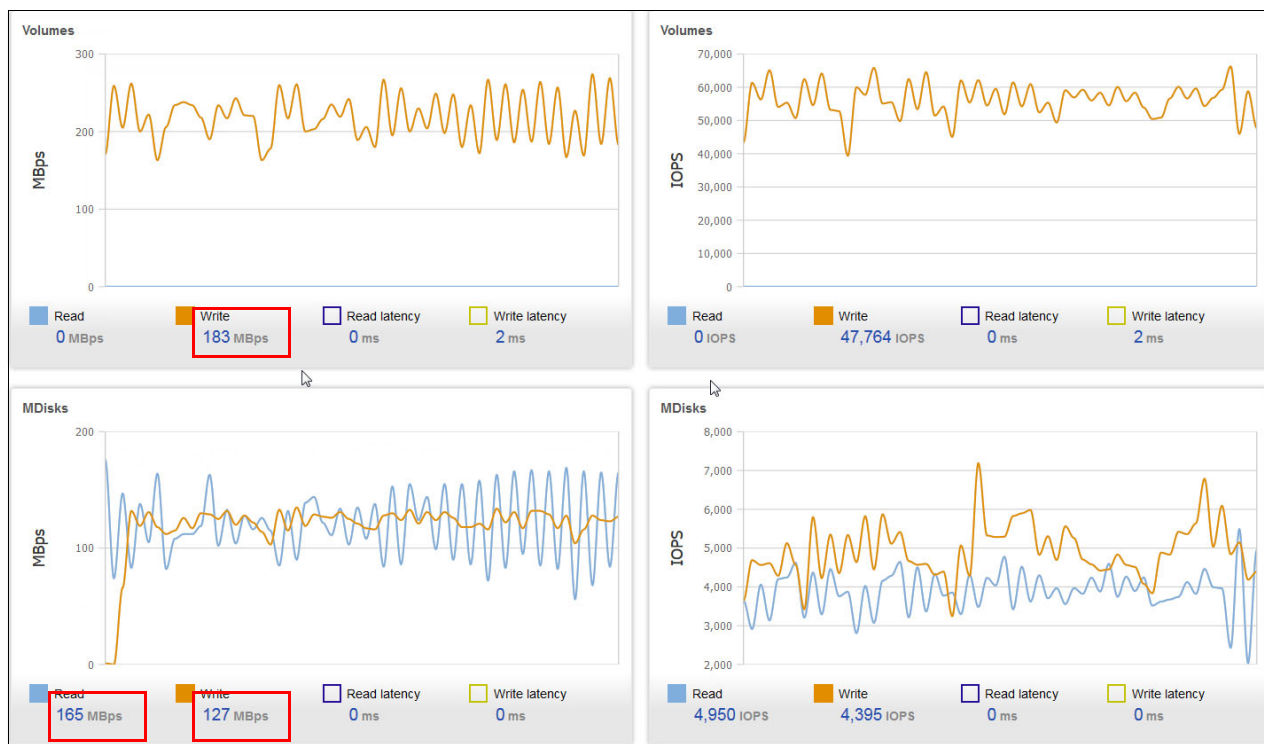 Volumes
300
200
100
0
MBps
Read
0 MBps
Write
183 MBps
Read latency
0 ms
Write latency
2 ms
Volumes
70,000
60,000
50,000
40,000
30,000
20,000
10,000
0
IOPS
Read
0 IOPS
Write
47,764 IOPS
Read latency
0 ms
Write latency
2 ms
MDisks
200
100
0
MBps
Read
165 MBps
Write
127 MBps
Read latency
0 ms
Write latency
0 ms
MDisks
8,000
7,000
6,000
5,000
4,000
3,000
2,000
IOPS
Read
4,950 IOPS
Write
4,395 IOPS
Read latency
0 ms
Write latency
0 ms